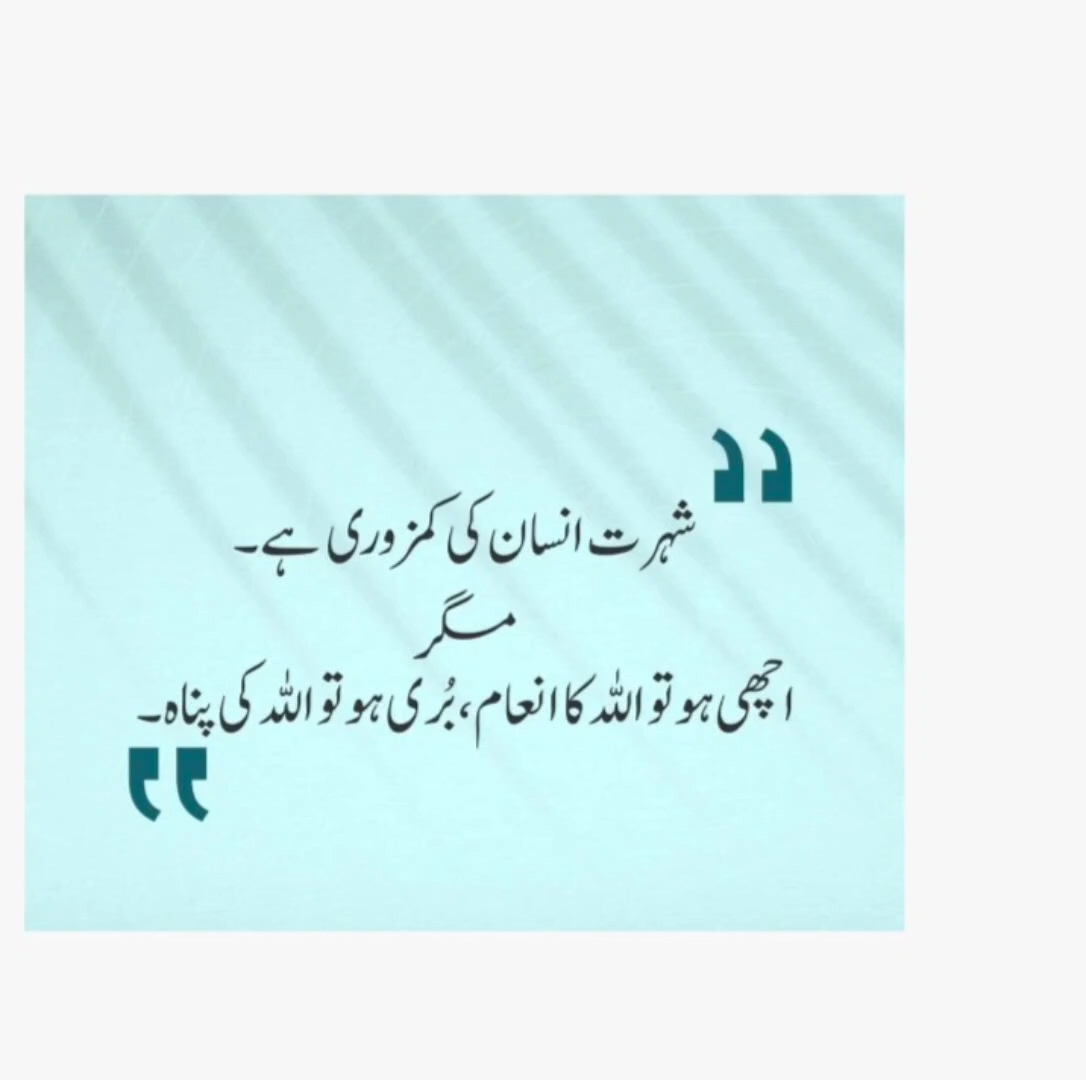 شہرت انسان کی کمزوری ہے۔
مگر
اچھی ہو تو اللہ کا انعام، بُری ہو تو اللہ کی پناہ۔